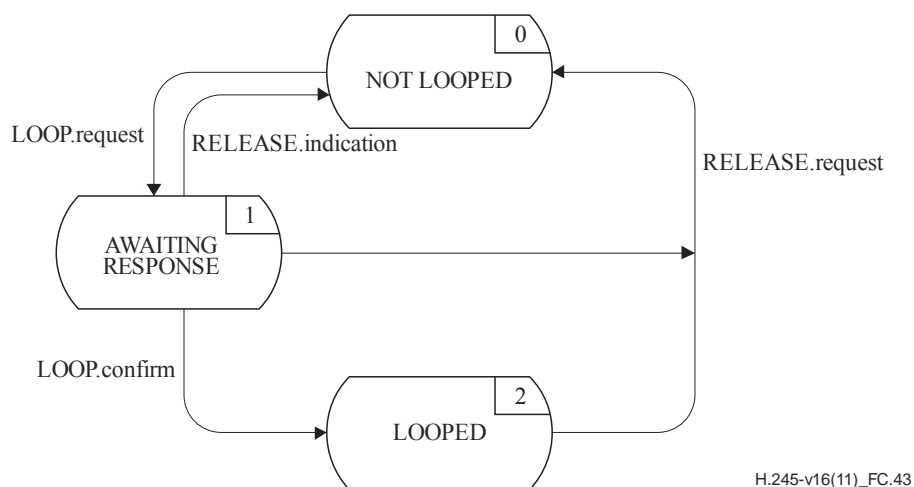 0
NOT LOOPED
LOOP.request
RELEASE.indication
RELEASE.request
1
AWAITING
RESPONSE
LOOP.confirm
2
LOOPED
H.245-v16(11)_FC.43